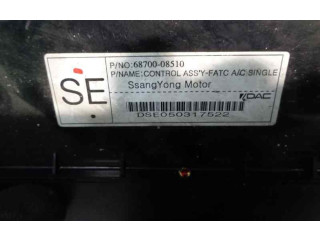 P/NO:68700-08510
P/NAME:CONTROL ASS'Y-FATC A/C SINGLE
SE
SsangYong Motor
DAC
DSE050317522